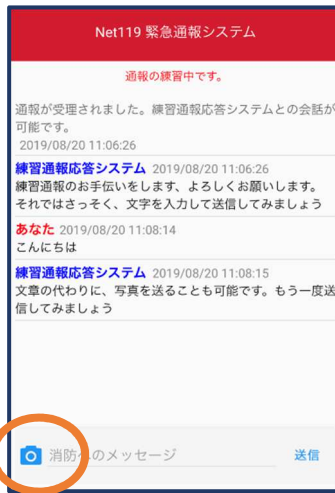 Net119 緊急通報システム
通報の練習中です。
通報が受理されました。練習通報応答システムとの会話が
可能です。
2019/08/20 11:06:26
練習通報応答システム 2019/08/20 11:06:26
練習通報のお手伝いをします、よろしくお願いします。
それではさっそく、文字を入力して送信してみましょう
あなた 2019/08/20 11:08:14
こんにちは
練習通報応答システム 2019/08/20 11:08:15
文章の代わりに、写真を送ることも可能です。もう一度送
信してみましょう
消防へのメッセージ 送信